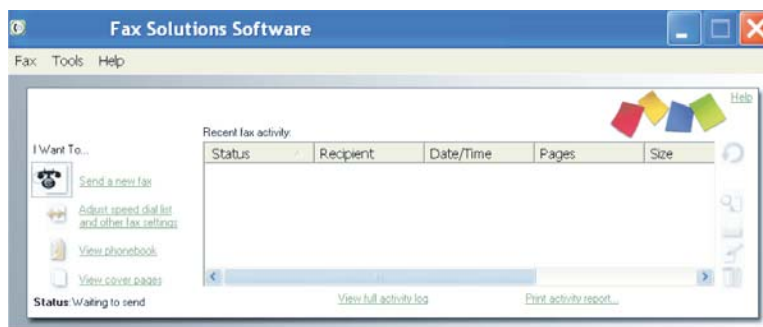 Fax Solutions Software
Fax Tools Help
Help
Recent fax activity:
I Want To...
Status Recipient Date/Time Pages Size
Send a new fax
Adjust speed dial list
and other fax settings
View phonebook
View cover pages
Status: Waiting to send
View full activity log
Print activity report...